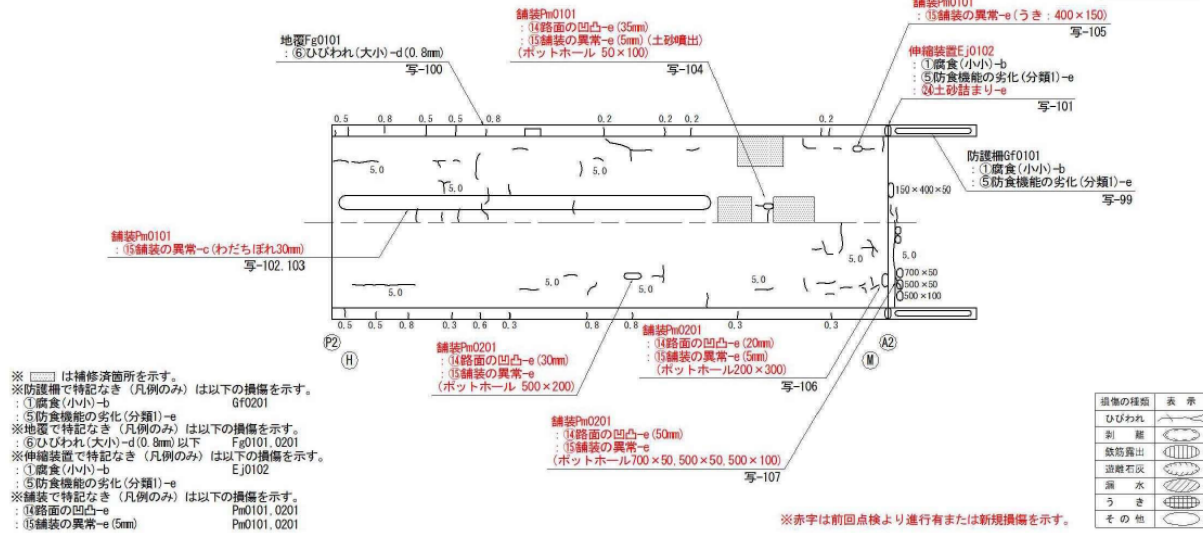 舗装Pm0101
:⑭路面の凹凸-e(35mm)
:⑮舗装の異常-e(5mm)(土砂噴出)
(ポットホール 50×100)
写-104
舗装Pm0101
:⑮舗装の異常-e(うき:400×150)
写-105
地覆Fg0101
:⑥ひびわれ(大小)-d(0.8mm)
写-100
伸縮装置Ej0102
:①腐食(小小)-b
:⑤防食機能の劣化(分類1)-e
:㉔土砂詰まり-e
写-101
0.5 0.8 0.5 0.5 0.8 0.2 0.2 0.2 0.2
防護柵Gf0101
:①腐食(小小)-b
:⑤防食機能の劣化(分類1)-e
写-99
5.0
5.0
150×400×50
舗装Pm0101
:⑮舗装の異常-c(わだちぼれ30mm)
写-102.103
5.0 5.0
5.0 5.0 5.0 5.0
700×50
500×50
500×100
0.5 0.5 0.8 0.3 0.6 0.3 0.8 0.8 0.3 0.3
P2
H
M
A2
舗装Pm0201
:⑭路面の凹凸-e(30mm)
:⑮舗装の異常-e
(ポットホール 500×200)
舗装Pm0201
:⑭路面の凹凸-e(20mm)
:⑮舗装の異常-e(5mm)
(ポットホール200×300)
写-106
舗装Pm0201
:⑭路面の凹凸-e(50mm)
:⑮舗装の異常-e
(ポットホール700×50,500×50,500×100)
写-107
※ は補修済箇所を示す。
※防護柵で特記なき(凡例のみ)は以下の損傷を示す。
:①腐食(小小)-b Gf0201
:⑤防食機能の劣化(分類1)-e
※地覆で特記なき(凡例のみ)は以下の損傷を示す。
:⑥ひびわれ(大小)-d(0.8mm)以下 Fg0101,0201
※伸縮装置で特記なき(凡例のみ)は以下の損傷を示す。
:①腐食(小小)-b Ej0102
:⑤防食機能の劣化(分類1)-e
※舗装で特記なき(凡例のみ)は以下の損傷を示す。
:⑭路面の凹凸-e Pm0101,0201
:⑮舗装の異常-e(5mm) Pm0101,0201
※赤字は前回点検より進行有または新規損傷を示す。
損傷の種類 表示
ひびわれ
剥離
鉄筋露出
遊離石灰
漏水
うき
その他